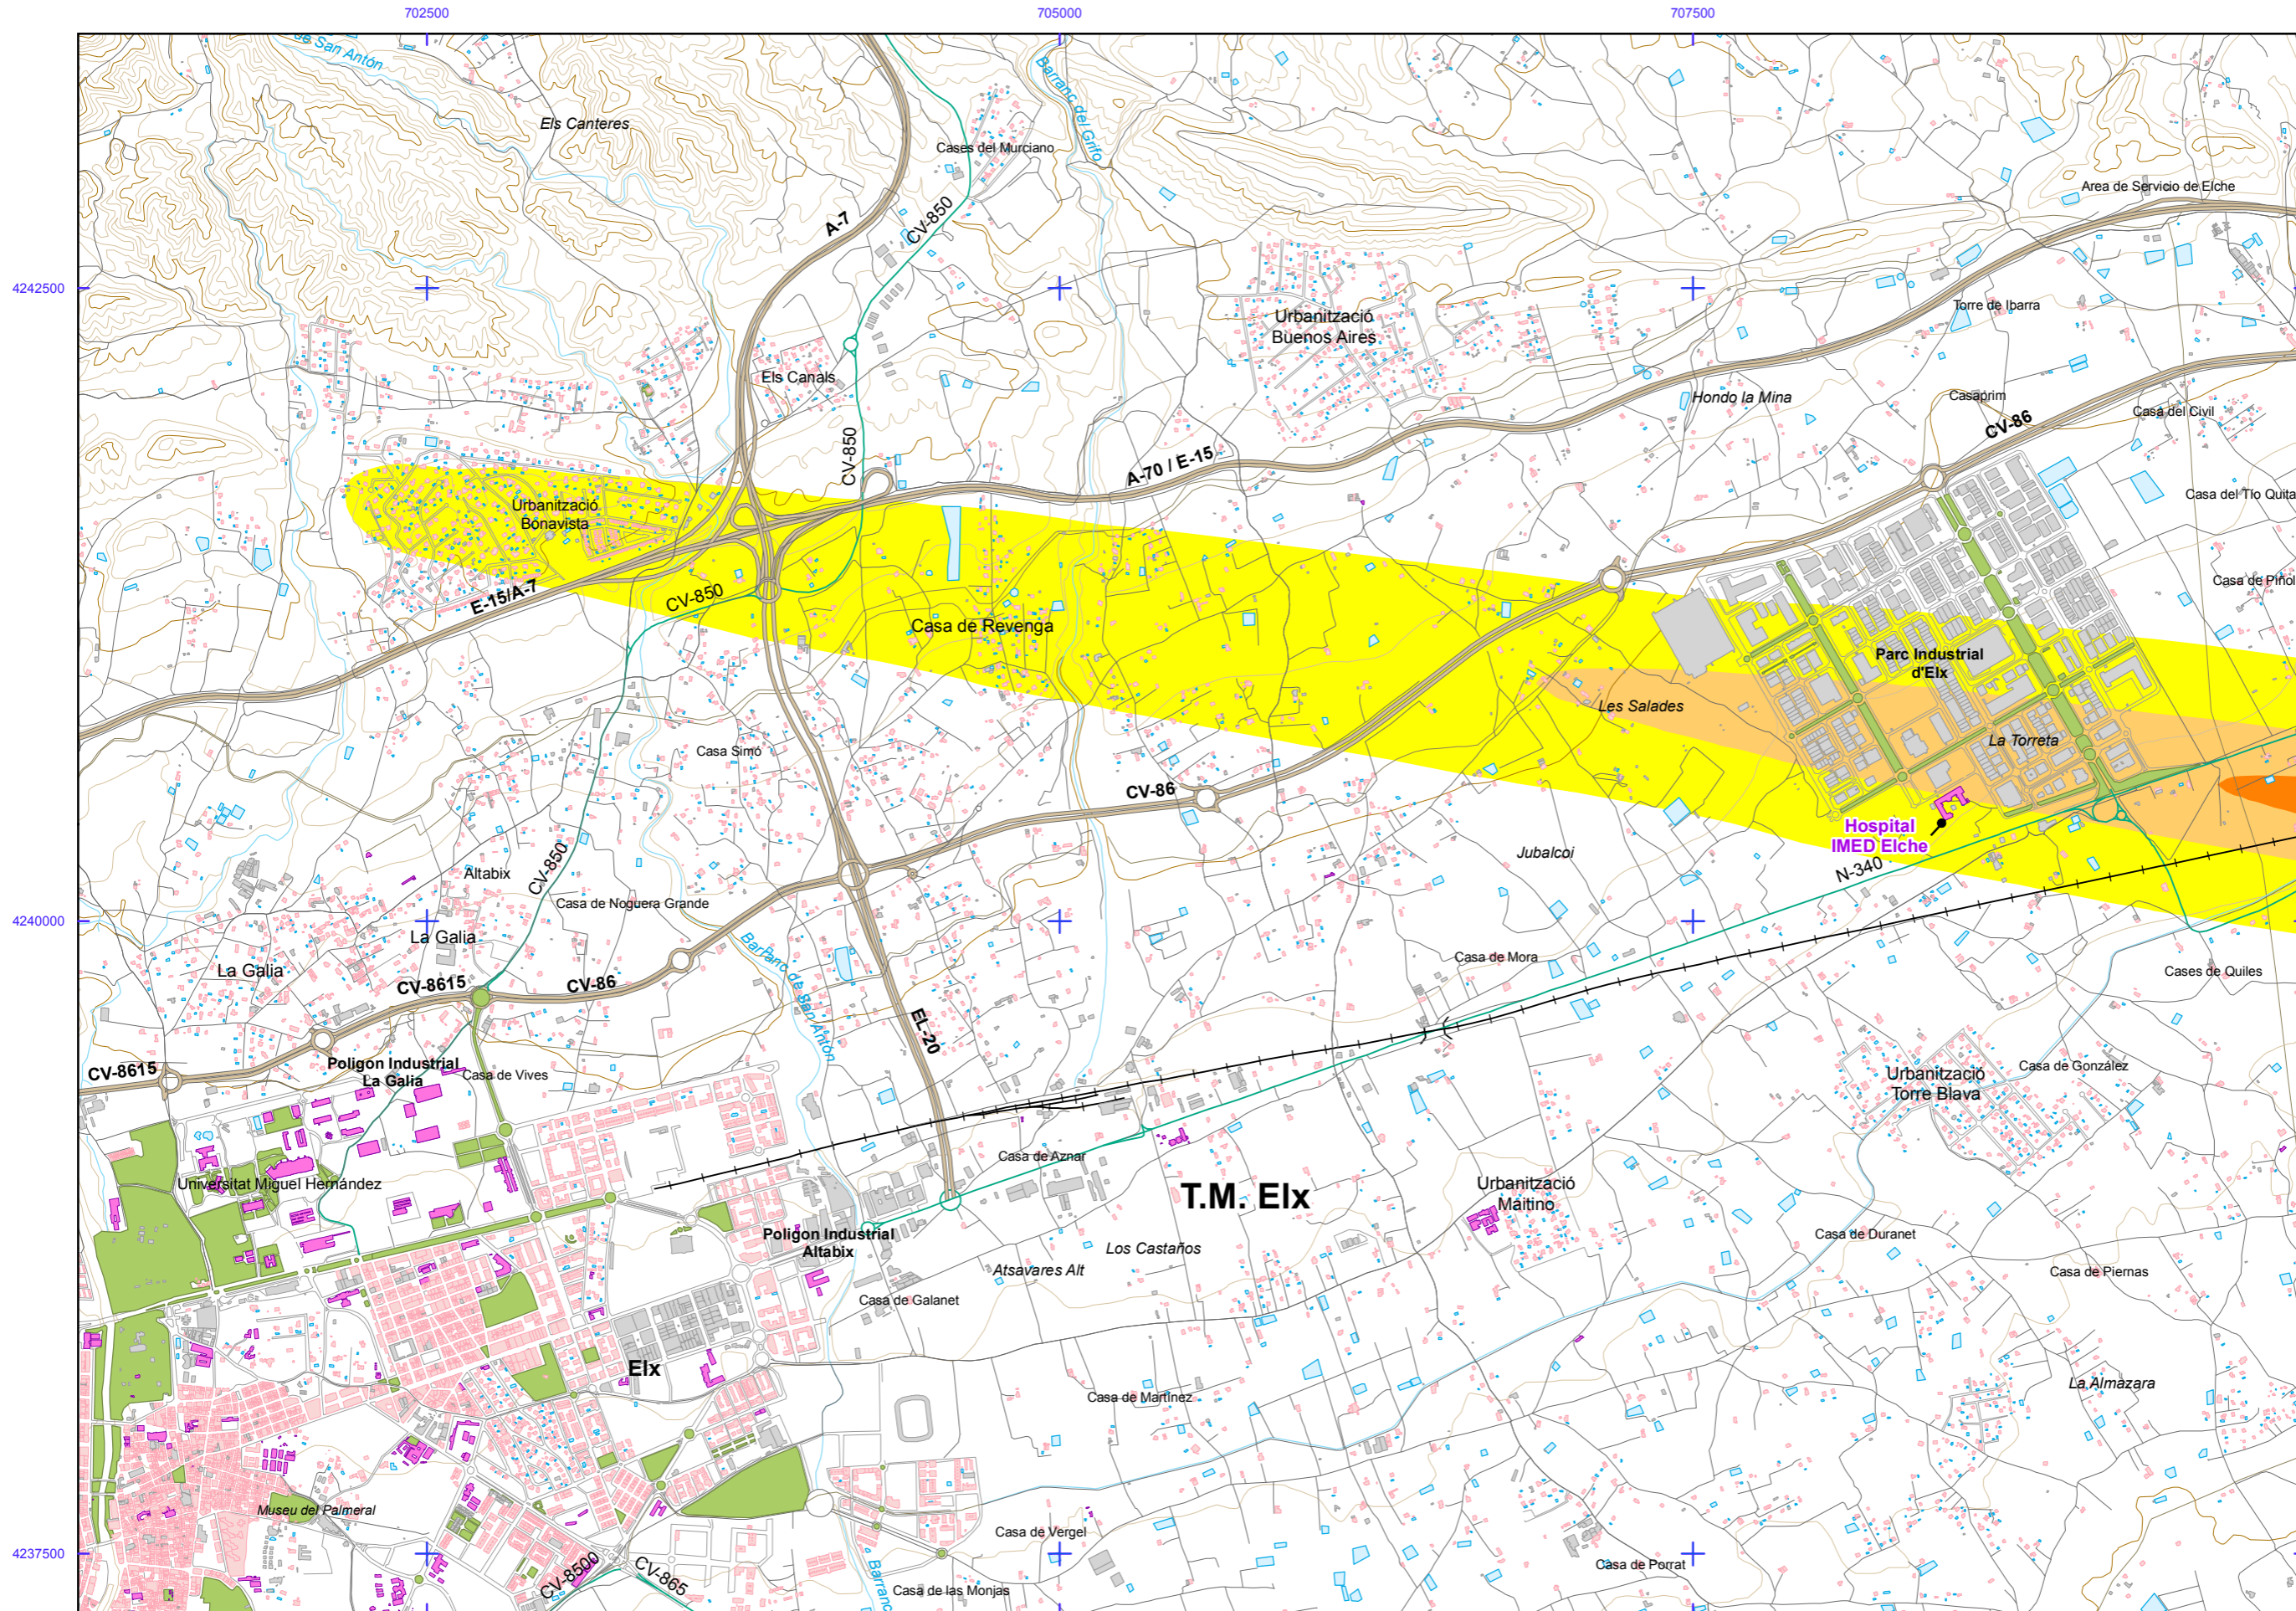 702500
705000
707500
de San Antón
Barranc del Grifo
Els Canteres
Cases del Murciano
Area de Servicio de Elche
A-7
CV-850
4242500
Torre de Ibarra
Urbanització
Buenos Aires
Els Canals
Hondo la Mina
Casaprim
Casa del Civil
CV-86
CV-850
A-70 / E-15
Casa del Tío Quita
Urbanització
Bonavista
Casa de Piñol
E-15/A-7
CV-850
Casa de Revenga
Parc Industrial
d'Elx
Les Salades
La Torreta
Casa Simó
CV-86
Hospital
IMED Elche
Jubalcoi
N-340
Altabix
CV-850
Casa de Noguera Grande
4240000
La Galia
Barranc de San Antón
Casa de Mora
La Galia
Cases de Quiles
CV-8615
CV-86
EL-20
CV-8615
Poligon Industrial
La Galia
Casa de Vives
Urbanització
Torre Blava
Casa de González
Casa de Aznar
Universitat Miguel Hernández
T.M. Elx
Urbanització
Maitino
Poligon Industrial
Altabix
Casa de Duranet
Los Castaños
Atsavares Alt
Casa de Piernas
Casa de Galanet
Elx
La Almazara
Casa de Martínez
Museu del Palmeral
Casa de Vergel
4237500
Casa de Porrat
CV-8500
CV-865
Casa de las Monjas
Barranc